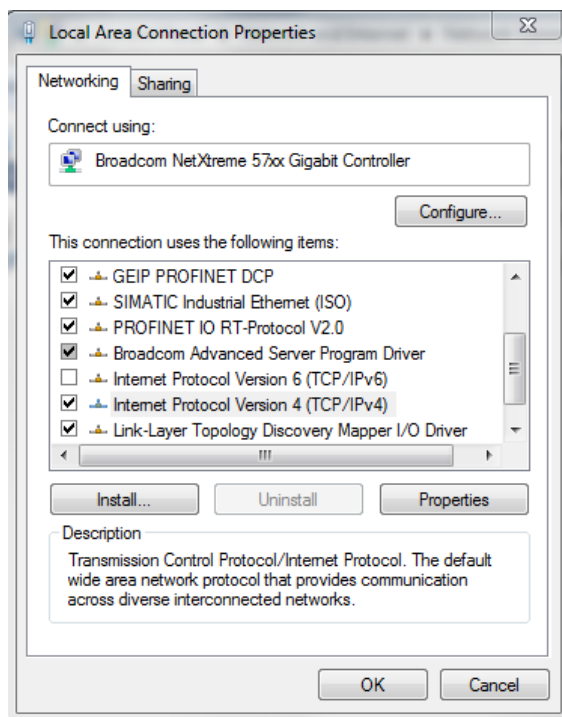 Local Area Connection Properties
Networking
Sharing
Connect using:
Broadcom NetXtreme 57xx Gigabit Controller
Configure...
This connection uses the following items:
GEIP PROFINET DCP
SIMATIC Industrial Ethernet (ISO)
PROFINET IO RT-Protocol V2.0
Broadcom Advanced Server Program Driver
Internet Protocol Version 6 (TCP/IPv6)
Internet Protocol Version 4 (TCP/IPv4)
Link-Layer Topology Discovery Mapper I/O Driver
Install...
Uninstall
Properties
Description
Transmission Control Protocol/Internet Protocol. The default
wide area network protocol that provides communication
across diverse interconnected networks.
OK
Cancel